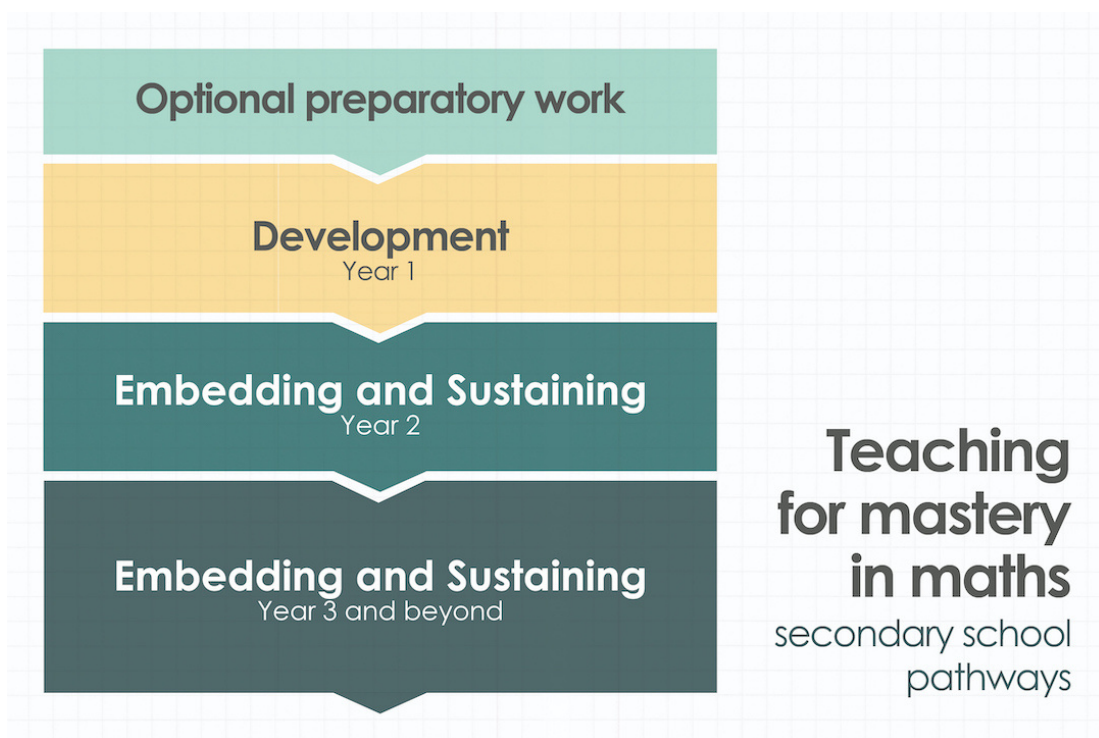 Optional preparatory work
Development
Year 1
Embedding and Sustaining
Year 2
Embedding and Sustaining
Year 3 and beyond
Teaching
for mastery
in maths
secondary school
pathways